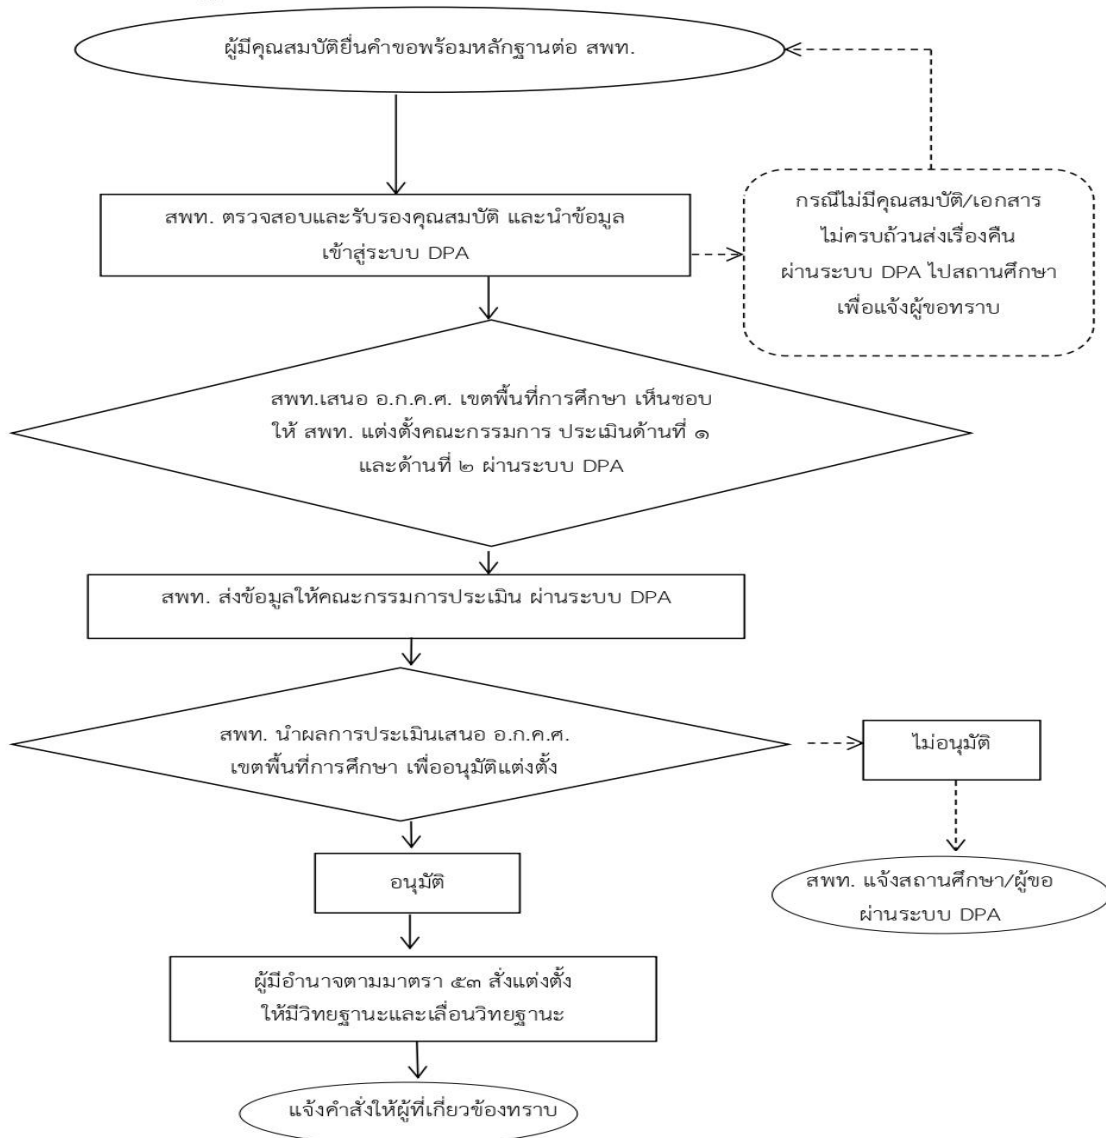 ผู้มีคุณสมบัติยื่นคำขอพร้อมหลักฐานต่อ สพท.
สพท. ตรวจสอบและรับรองคุณสมบัติ และนำข้อมูล
เข้าสู่ระบบ DPA
กรณีไม่มีคุณสมบัติ/เอกสาร
ไม่ครบถ้วนส่งเรื่องคืน
ผ่านระบบ DPA ไปสถานศึกษา
เพื่อแจ้งผู้ขอทราบ
สพท.เสนอ อ.ก.ค.ศ. เขตพื้นที่การศึกษา เห็นชอบ
ให้ สพท. แต่งตั้งคณะกรรมการ ประเมินด้านที่ ๑
และด้านที่ ๒ ผ่านระบบ DPA
สพท. ส่งข้อมูลให้คณะกรรมการประเมิน ผ่านระบบ DPA
สพท. นำผลการประเมินเสนอ อ.ก.ค.ศ.
เขตพื้นที่การศึกษา เพื่ออนุมัติแต่งตั้ง
ไม่อนุมัติ
สพท. แจ้งสถานศึกษา/ผู้ขอ
ผ่านระบบ DPA
อนุมัติ
ผู้มีอำนาจตามมาตรา ๕๓ สั่งแต่งตั้ง
ให้มีวิทยฐานะและเลื่อนวิทยฐานะ
แจ้งคำสั่งให้ผู้ที่เกี่ยวข้องทราบ